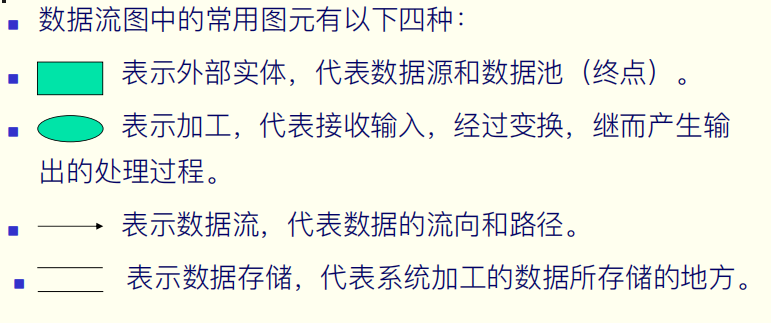 数据流图中的常用图元有以下四种：
表示外部实体，代表数据源和数据池（终点）。
表示加工，代表接收输入，经过变换，继而产生输
出的处理过程。
表示数据流，代表数据的流向和路径。
表示数据存储，代表系统加工的数据所存储的地方。